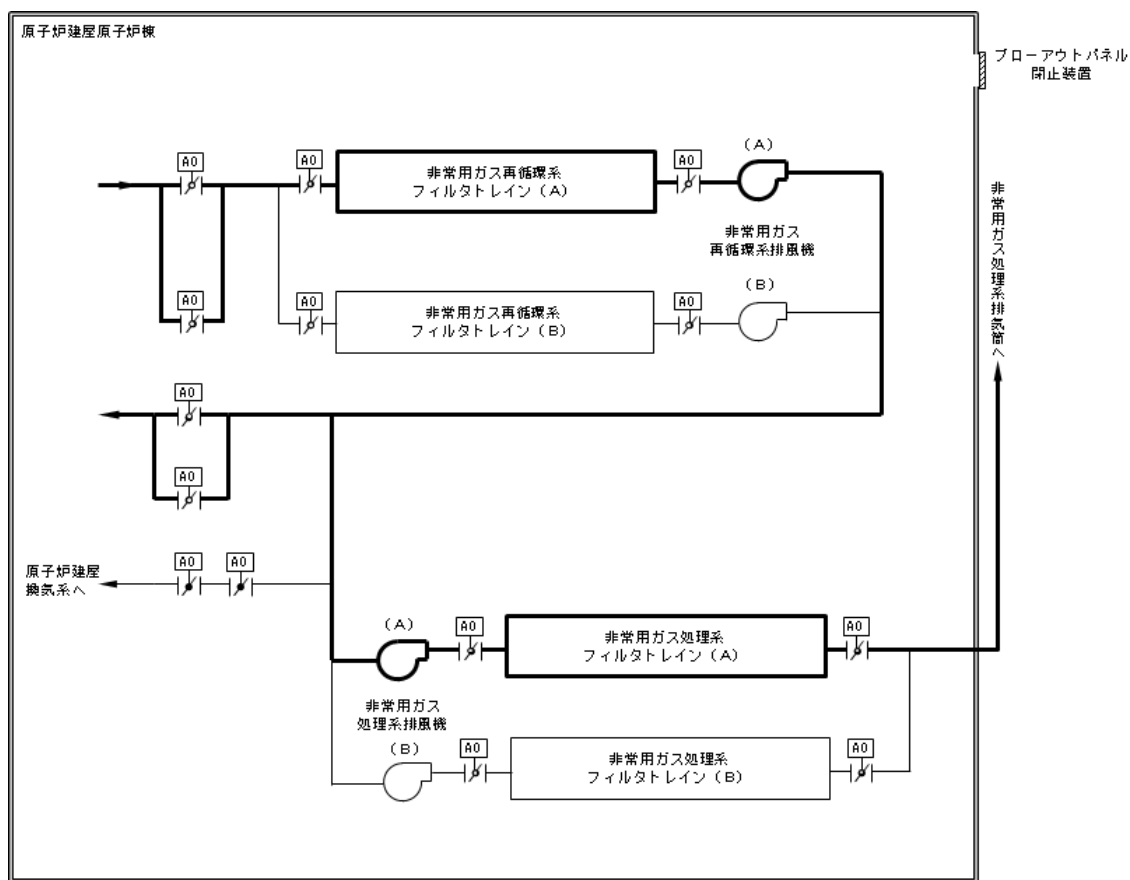 原子炉建屋原子炉棟
ブローアウトパネル
閉止装置
AO
AO
非常用ガス再循環系
フィルタトレイン(A)
AO
(A)
非常用ガス
再循環系排風機
AO
AO
非常用ガス再循環系
フィルタトレイン(B)
AO
(B)
非常用ガス処理系排気筒へ
AO
AO
原子炉建屋
換気系へ
AO
AO
(A)
AO
非常用ガス処理系
フィルタトレイン(A)
AO
非常用ガス
処理系排風機
(B)
AO
非常用ガス処理系
フィルタトレイン(B)
AO